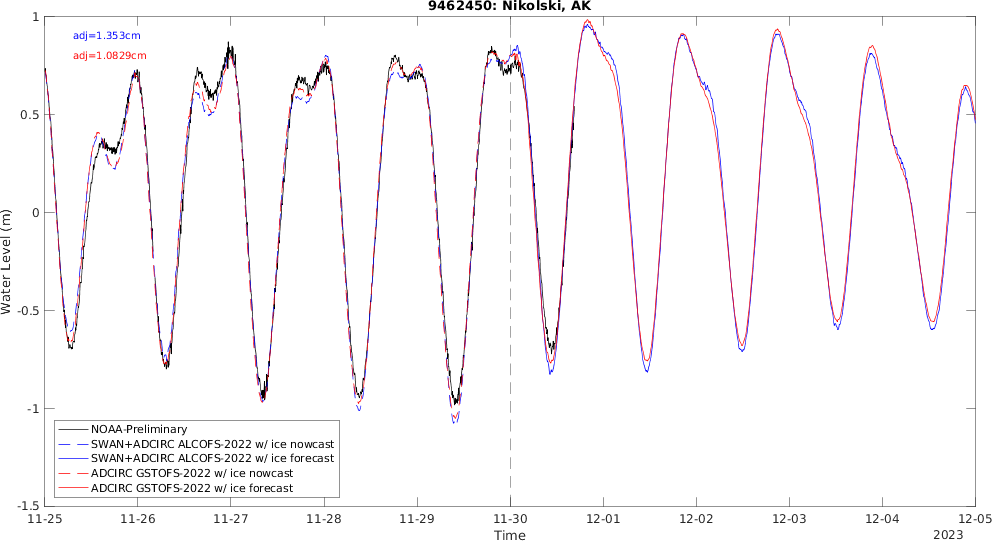 9462450: Nikolski, AK
adj=1.353cm
adj=1.0829cm
1
0.5
0
-0.5
-1
-1.5
Water Level (m)
NOAA-Preliminary
SWAN+ADCIRC ALCOFS-2022 w/ ice nowcast
SWAN+ADCIRC ALCOFS-2022 w/ ice forecast
ADCIRC GSTOFS-2022 w/ ice nowcast
ADCIRC GSTOFS-2022 w/ ice forecast
11-25 11-26 11-27 11-28 11-29 11-30 12-01 12-02 12-03 12-04 12-05
Time
2023